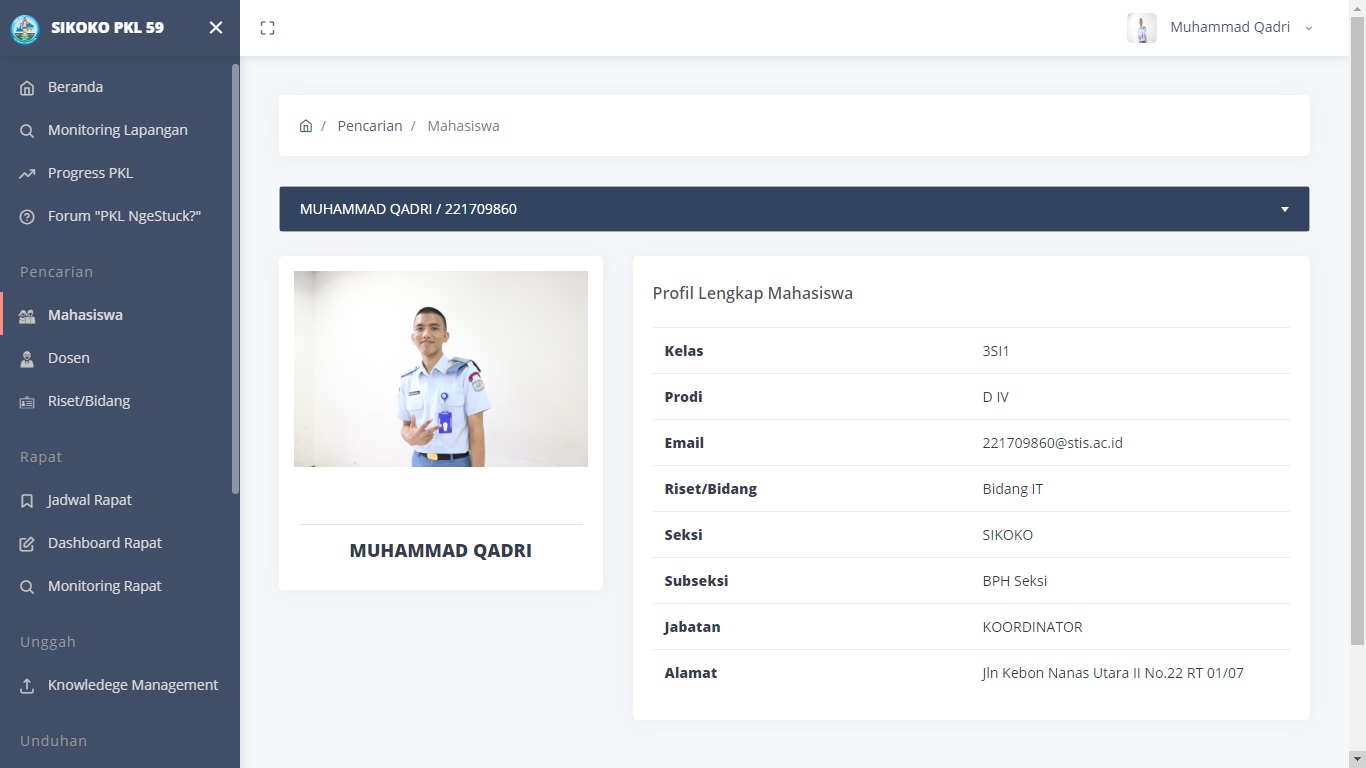 SIKOKO PKL 59
Muhammad Qadri
Beranda
Monitoring Lapangan
Progress PKL
Forum "PKL NgeStuck?"
Pencarian
Mahasiswa
Dosen
Riset/Bidang
Rapat
Jadwal Rapat
Dashboard Rapat
Monitoring Rapat
Unggah
Knowledege Management
Unduhan
/ Pencarian / Mahasiswa
MUHAMMAD QADRI / 221709860
MUHAMMAD QADRI
Profil Lengkap Mahasiswa
Kelas 3SI1
Prodi D IV
Email 221709860@stis.ac.id
Riset/Bidang Bidang IT
Seksi SIKOKO
Subseksi BPH Seksi
Jabatan KOORDINATOR
Alamat Jln Kebon Nanas Utara II No.22 RT 01/07